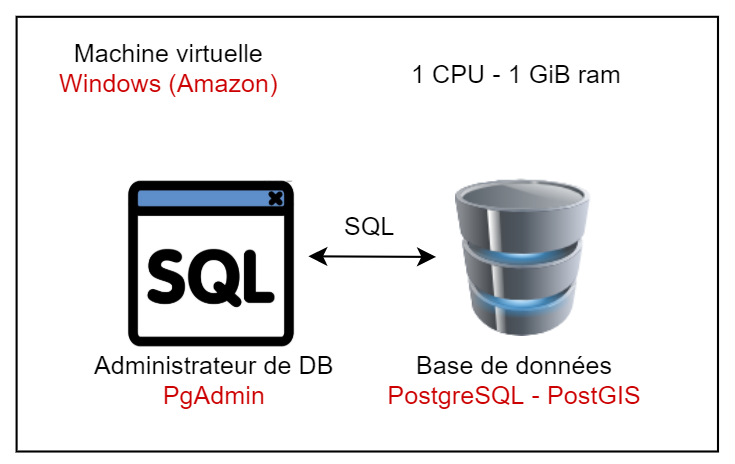 Machine virtuelle
Windows (Amazon)
1 CPU - 1 GiB ram
SQL
SQL
Administrateur de DB
PgAdmin
Base de données
PostgreSQL - PostGIS